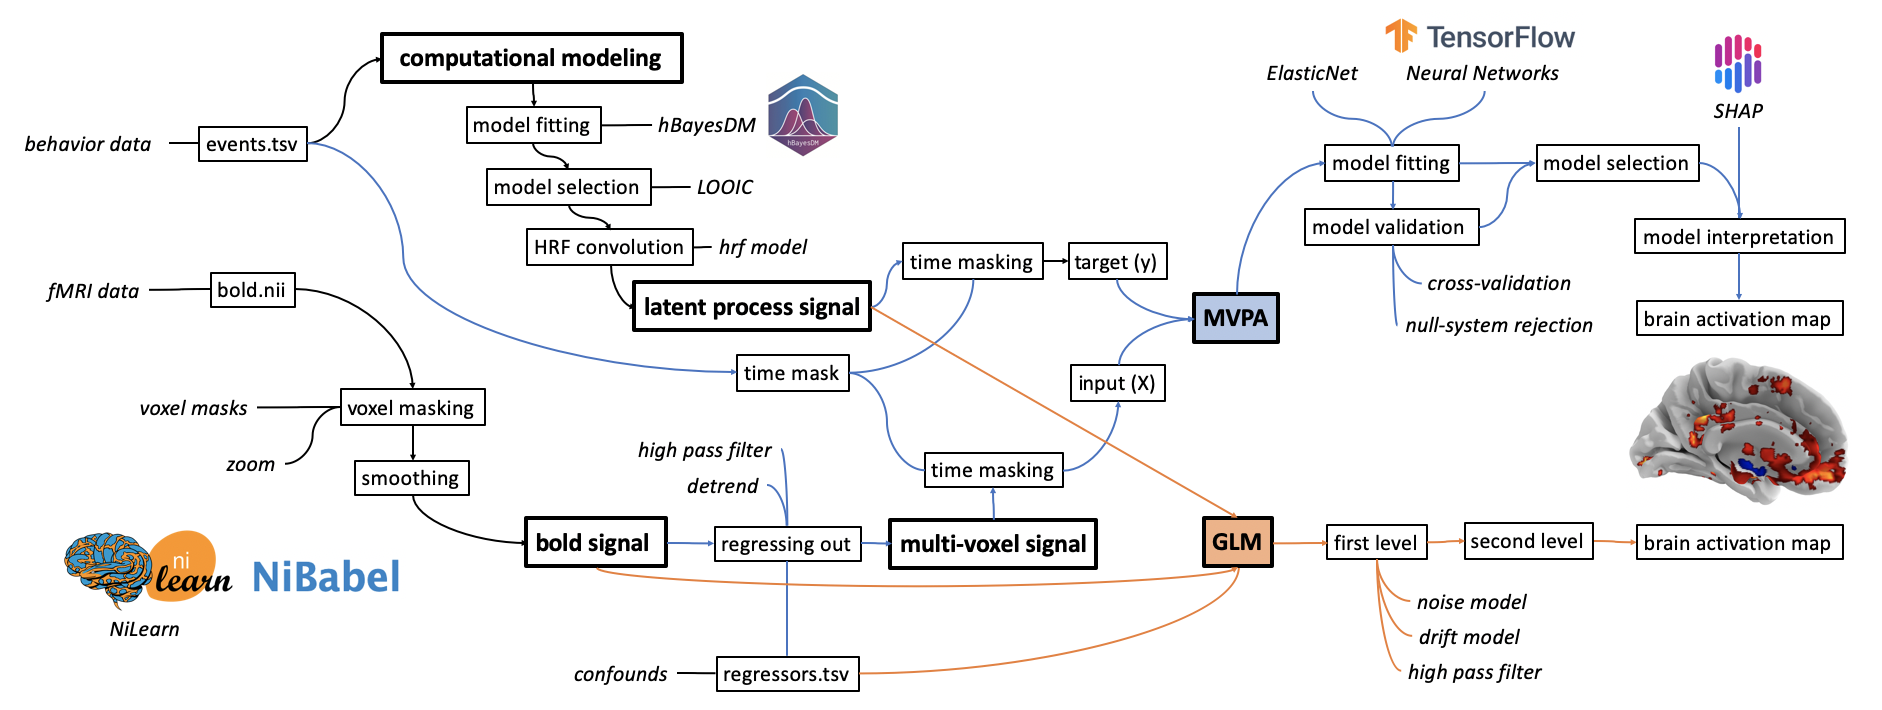 TensorFlow
computational modeling
ElasticNet
Neural Networks
SHAP
model fitting
hBayesDM
hBayesDM
behavior data
events.tsv
model selection
LOOIC
model fitting
model selection
model validation
HRF convolution
hrf model
time masking
target (y)
model interpretation
fMRI data
bold.nii
latent process signal
cross-validation
MVPA
null-system rejection
brain activation map
time mask
input (X)
voxel masks
voxel masking
zoom
smoothing
high pass filter
detrend
time masking
bold signal
regressing out
multi-voxel signal
GLM
first level
second level
brain activation map
ni
learn
NiBabel
NiLearn
noise model
drift model
high pass filter
confounds
regressors.tsv